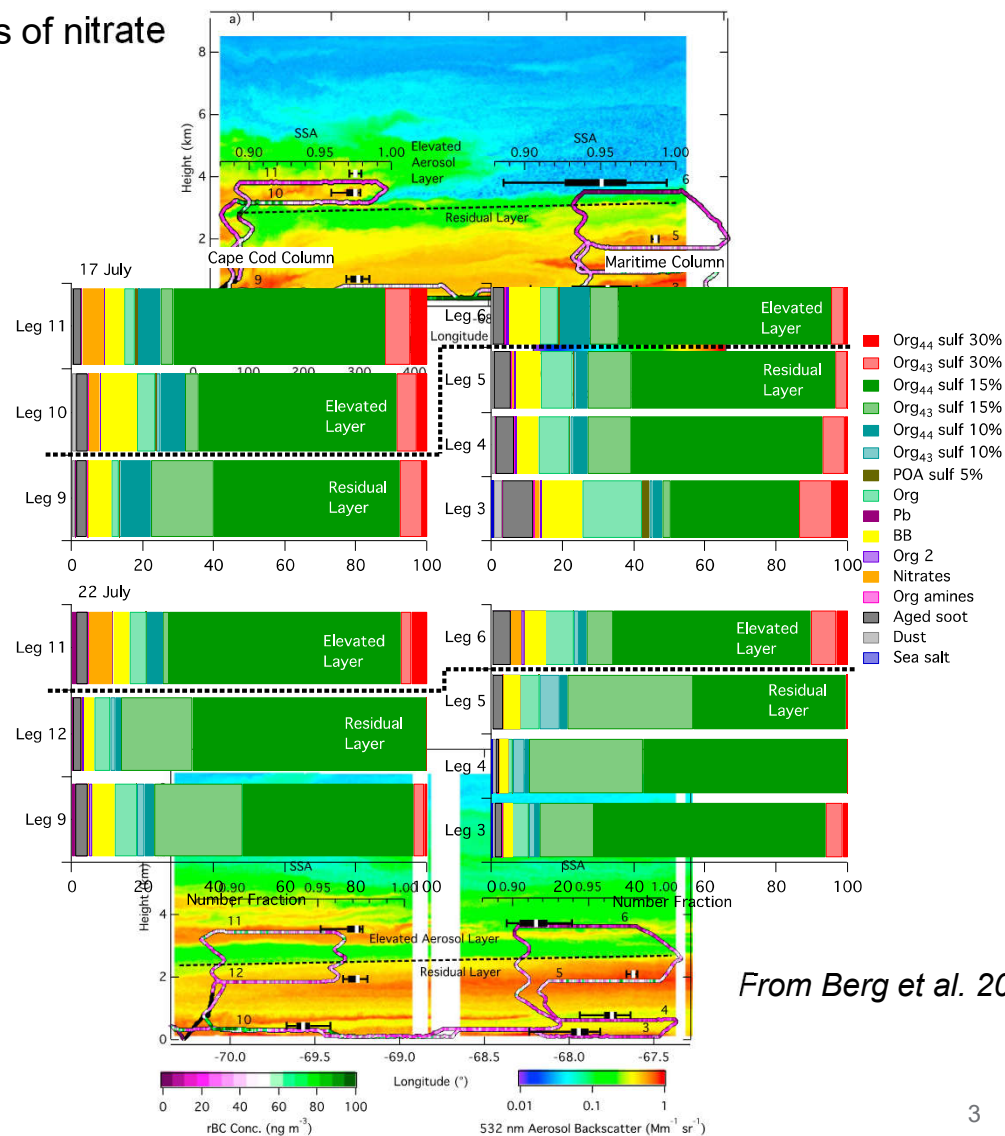 s of nitrate
a)
8
6
4
2
Height (km)
SSA
0.90 0.95 1.00
Elevated
Aerosol
Layer
11
10
9
SSA
0.90 0.95 1.00
6
5
Residual Layer
Cape Cod Column
Maritime Column
17 July
Longitude
Leg 11
0 100 200 300 400
Leg 10
Elevated
Layer
Leg 9
Residual
Layer
0 20 40 60 80 100
Leg 6
Elevated
Layer
Leg 5
Residual
Layer
Leg 4
Leg 3
0 20 40 60 80 100
Org44 sulf 30%
Org43 sulf 30%
Org44 sulf 15%
Org43 sulf 15%
Org44 sulf 10%
Org43 sulf 10%
POA sulf 5%
Org
Pb
BB
Org 2
Nitrates
Org amines
Aged soot
Dust
Sea salt
22 July
Leg 11
Elevated
Layer
Leg 12
Residual
Layer
Leg 9
0 20 40 60 80 100
Number Fraction
Leg 6
Elevated
Layer
Leg 5
Residual
Layer
Leg 4
Leg 3
0 20 40 60 80 100
Number Fraction
SSA
0.90 0.95 1.00
SSA
0.90 0.95 1.00
4
2
0
11
Elevated Aerosol Layer
12
Residual Layer
10
6
5
4
3
-70.0 -69.5 -69.0 -68.5 -68.0 -67.5
Longitude (°)
0 20 40 60 80 100
rBC Conc. (ng m-3)
0.01 0.1 1
532 nm Aerosol Backscatter (Mm-1 sr-1)
From Berg et al. 20
3